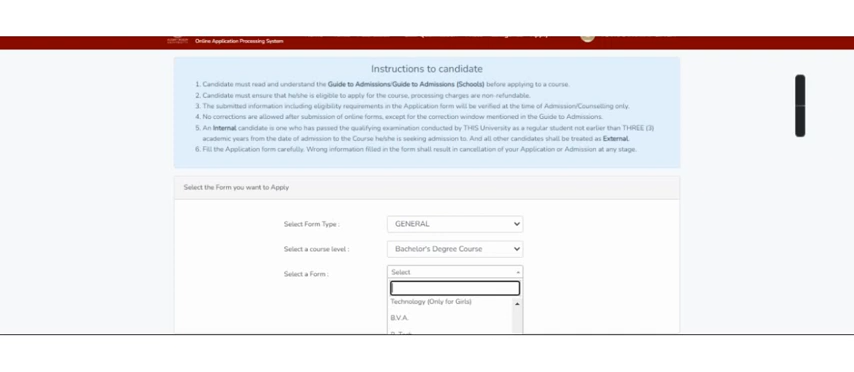 Online Application Processing System
Instructions to candidate
1. Candidate must read and understand the Guide to Admissions/Guide to Admissions (Schools) before applying to a course.
2. Candidate must ensure that he/she is eligible to apply for the course, processing charges are non-refundable.
3. The submitted information including eligibility requirements in the Application form will be verified at the time of Admission/Counselling only.
4. No corrections are allowed after submission of online forms, except for the correction window mentioned in the Guide to Admissions.
5. An Internal candidate is one who has passed the qualifying examination conducted by THIS University as a regular student not earlier than THREE (3)
academic years from the date of admission to the Course he/she is seeking admission to. And all other candidates shall be treated as External.
6. Fill the Application form carefully. Wrong information filled in the form shall result in cancellation of your Application or Admission at any stage.
Select the Form you want to Apply
Select Form Type : GENERAL
Select a course level : Bachelor's Degree Course
Select a Form : Select
Technology (Only for Girls)
B.V.A.